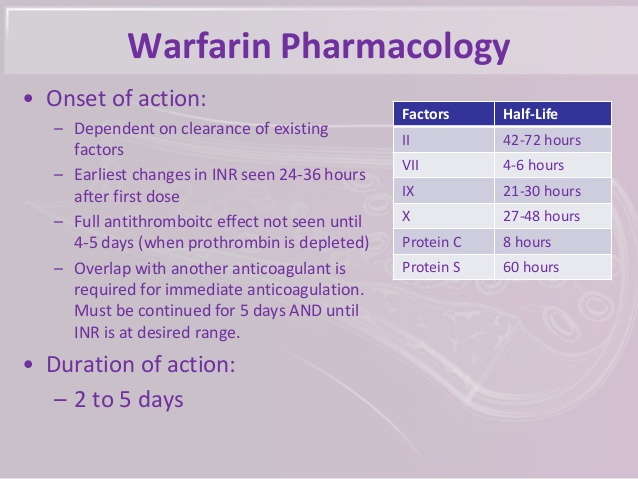 Warfarin Pharmacology
• Onset of action:
– Dependent on clearance of existing
factors
– Earliest changes in INR seen 24-36 hours
after first dose
– Full antithromboitc effect not seen until
4-5 days (when prothrombin is depleted)
– Overlap with another anticoagulant is
required for immediate anticoagulation.
Must be continued for 5 days AND until
INR is at desired range.
• Duration of action:
– 2 to 5 days
Factors Half-Life
II 42-72 hours
VII 4-6 hours
IX 21-30 hours
X 27-48 hours
Protein C 8 hours
Protein S 60 hours